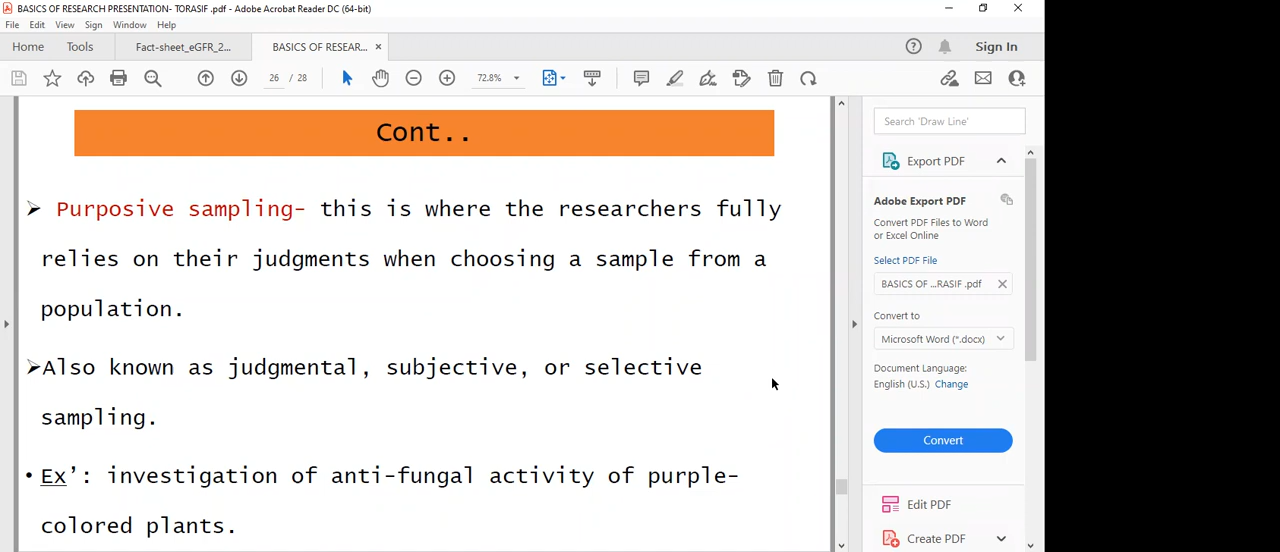 BASICS OF RESEARCH PRESENTATION- TORASIF .pdf - Adobe Acrobat Reader DC (64-bit)
File Edit View Sign Window Help
Home Tools Fact-sheet_eGFR_2... BASICS OF RESEAR... × Sign In
26 / 28 72.8%
Cont..
Purposive sampling- this is where the researchers fully
relies on their judgments when choosing a sample from a
population.
Also known as judgmental, subjective, or selective
sampling.
• Ex’: investigation of anti-fungal activity of purple-
colored plants.
Search 'Draw Line'
Export PDF
Adobe Export PDF
Convert PDF Files to Word
or Excel Online
Select PDF File
BASICS OF ...RASIF .pdf
Convert to
Microsoft Word (*.docx)
Document Language:
English (U.S.) Change
Convert
Edit PDF
Create PDF